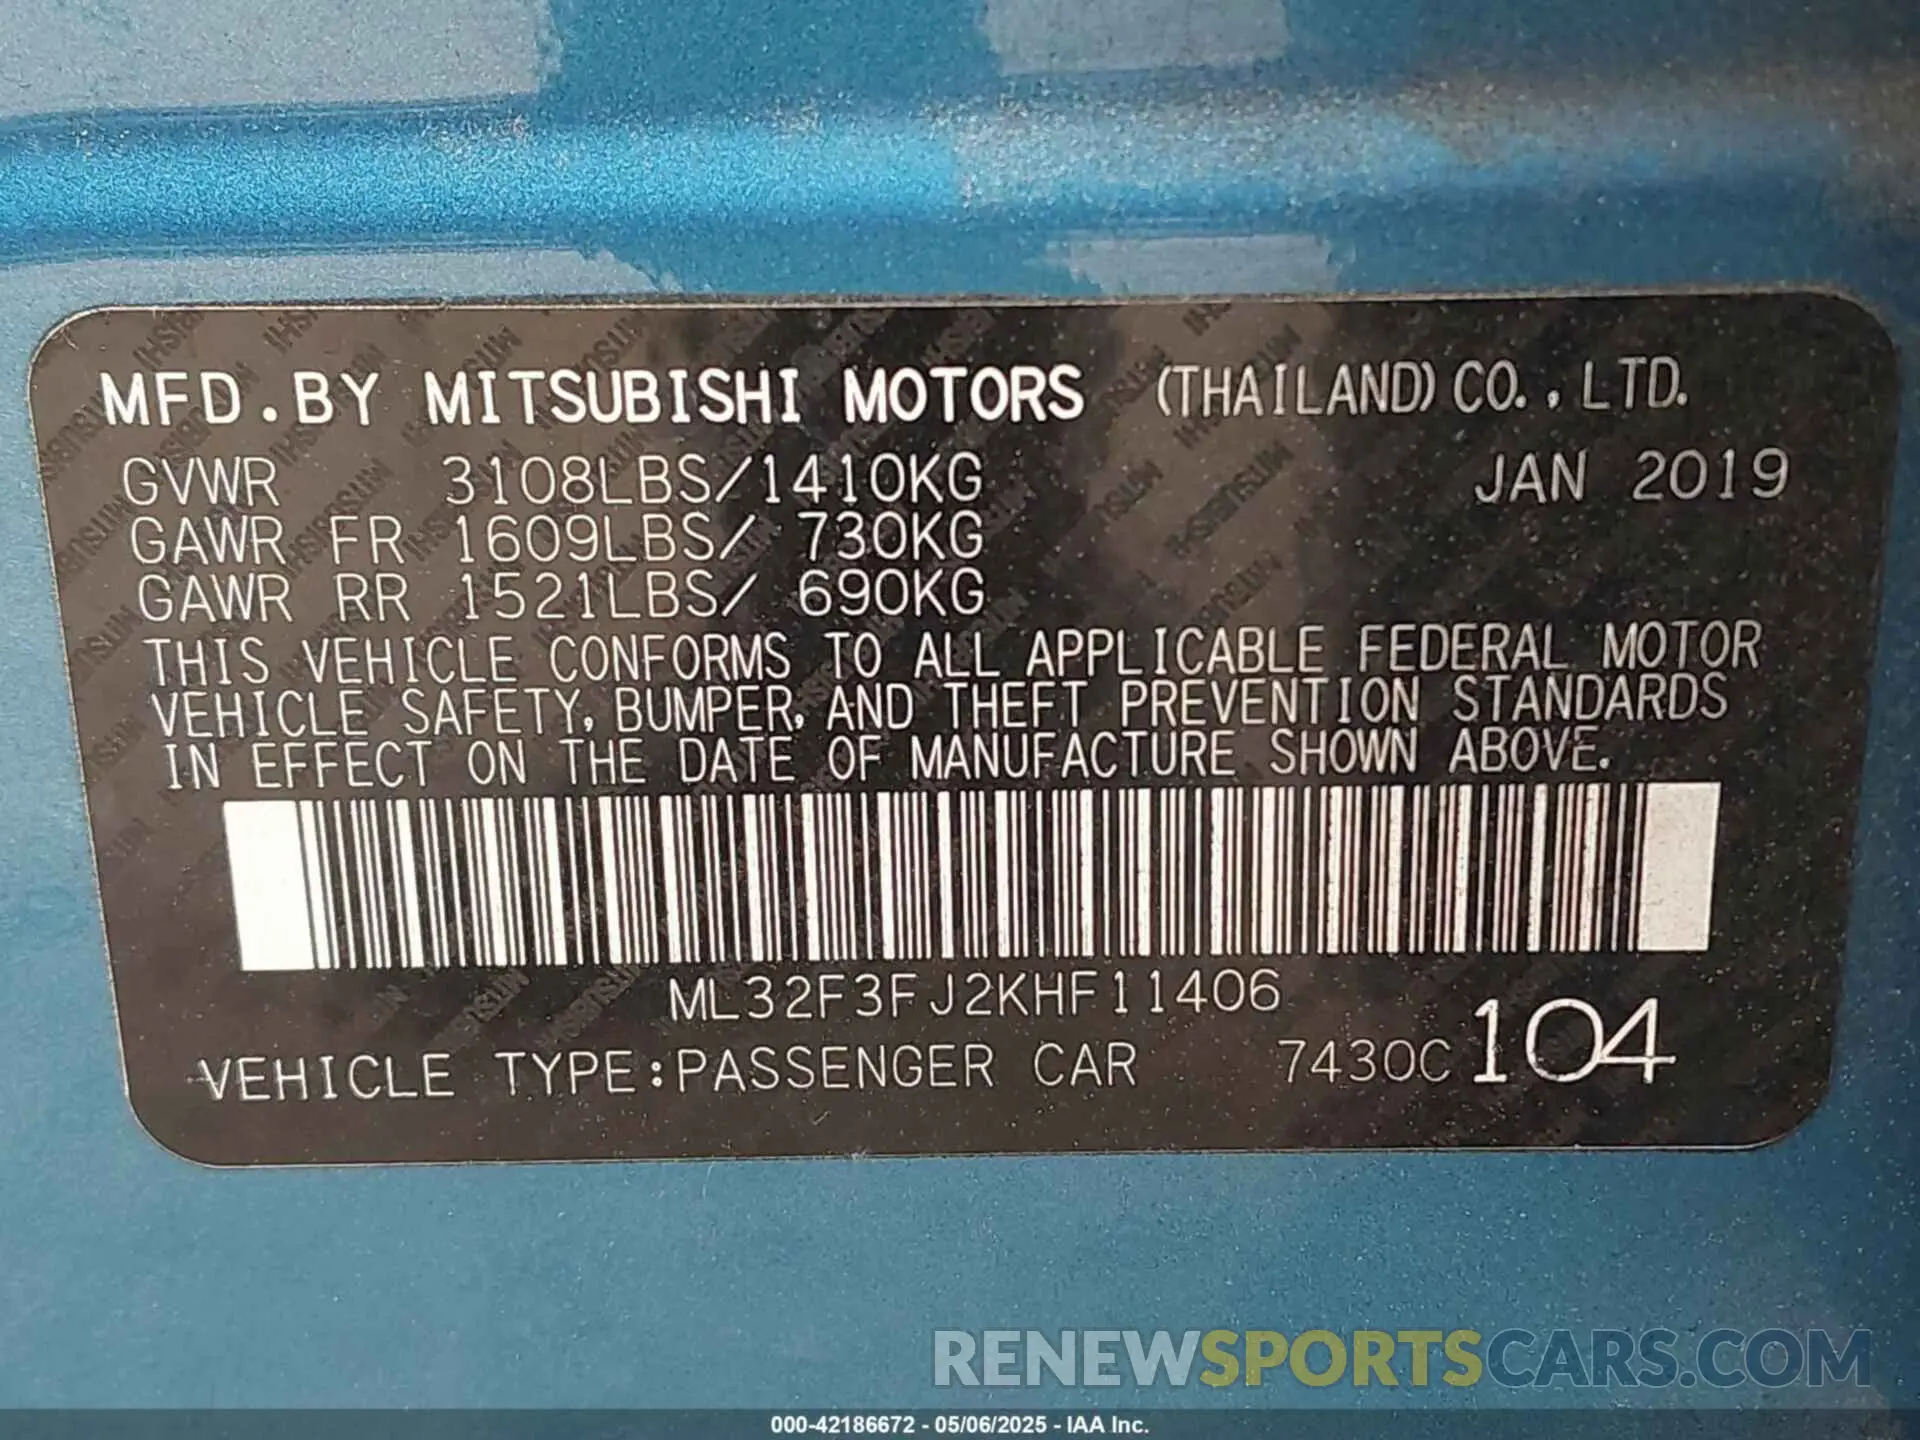 MFD.BY MITSUBISHI MOTORS (THAILAND) CO.,LTD.
GVWR 3108LBS/1410KG JAN 2019
GAWR FR 1609LBS/ 730KG
GAWR RR 1521LBS/ 690KG
THIS VEHICLE CONFORMS TO ALL APPLICABLE FEDERAL MOTOR
VEHICLE SAFETY, BUMPER, AND THEFT PREVENTION STANDARDS
IN EFFECT ON THE DATE OF MANUFACTURE SHOWN ABOVE.
ML32F3FJ2KHF11406
VEHICLE TYPE:PASSENGER CAR 7430C 104
RENEWSPORTSCARS.COM
000-42186672 - 05/06/2025 - IAA Inc.